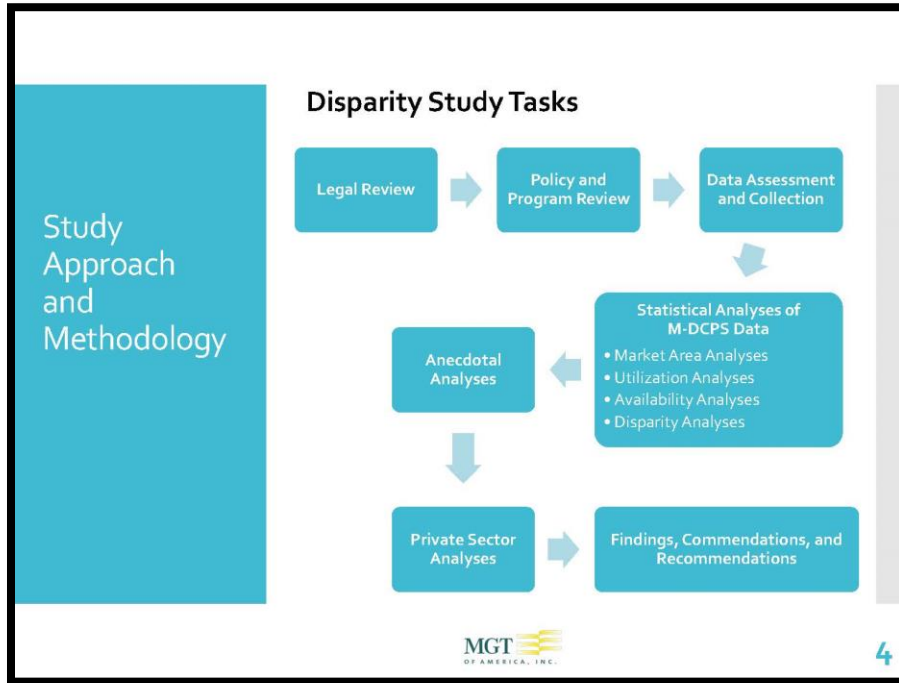 Study
Approach
and
Methodology
Disparity Study Tasks
Legal Review
Policy and
Program Review
Data Assessment
and Collection
Statistical Analyses of
M-DCPS Data
• Market Area Analyses
• Utilization Analyses
• Availability Analyses
• Disparity Analyses
Anecdotal
Analyses
Private Sector
Analyses
Findings, Commendations, and
Recommendations
MGT
OF AMERICA, INC.
4